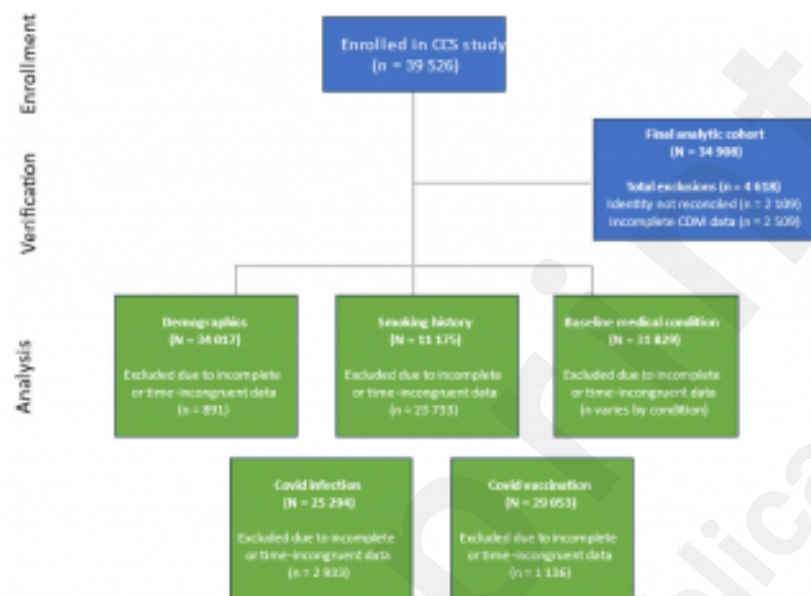 Enrollment
Enrolled in CCS study
(n = 39 526)
Verification
Final analytic cohort
(N = 34 908)
Total exclusions (n = 4 618)
Identity not reconciled (n = 2 109)
Incomplete CDM data (n = 2 509)
Analysis
Demographics
(N = 34 017)
Excluded due to incomplete
or time-incongruent data
(n = 891)
Smoking history
(N = 11 175)
Excluded due to incomplete
or time-incongruent data
(n = 23 733)
Baseline medical condition
(N = 31 829)
Excluded due to incomplete
or time-incongruent data
(n varies by condition)
Covid infection
(N = 25 294)
Excluded due to incomplete
or time-incongruent data
(n = 2 933)
Covid vaccination
(N = 29 053)
Excluded due to incomplete
or time-incongruent data
(n = 1 136)